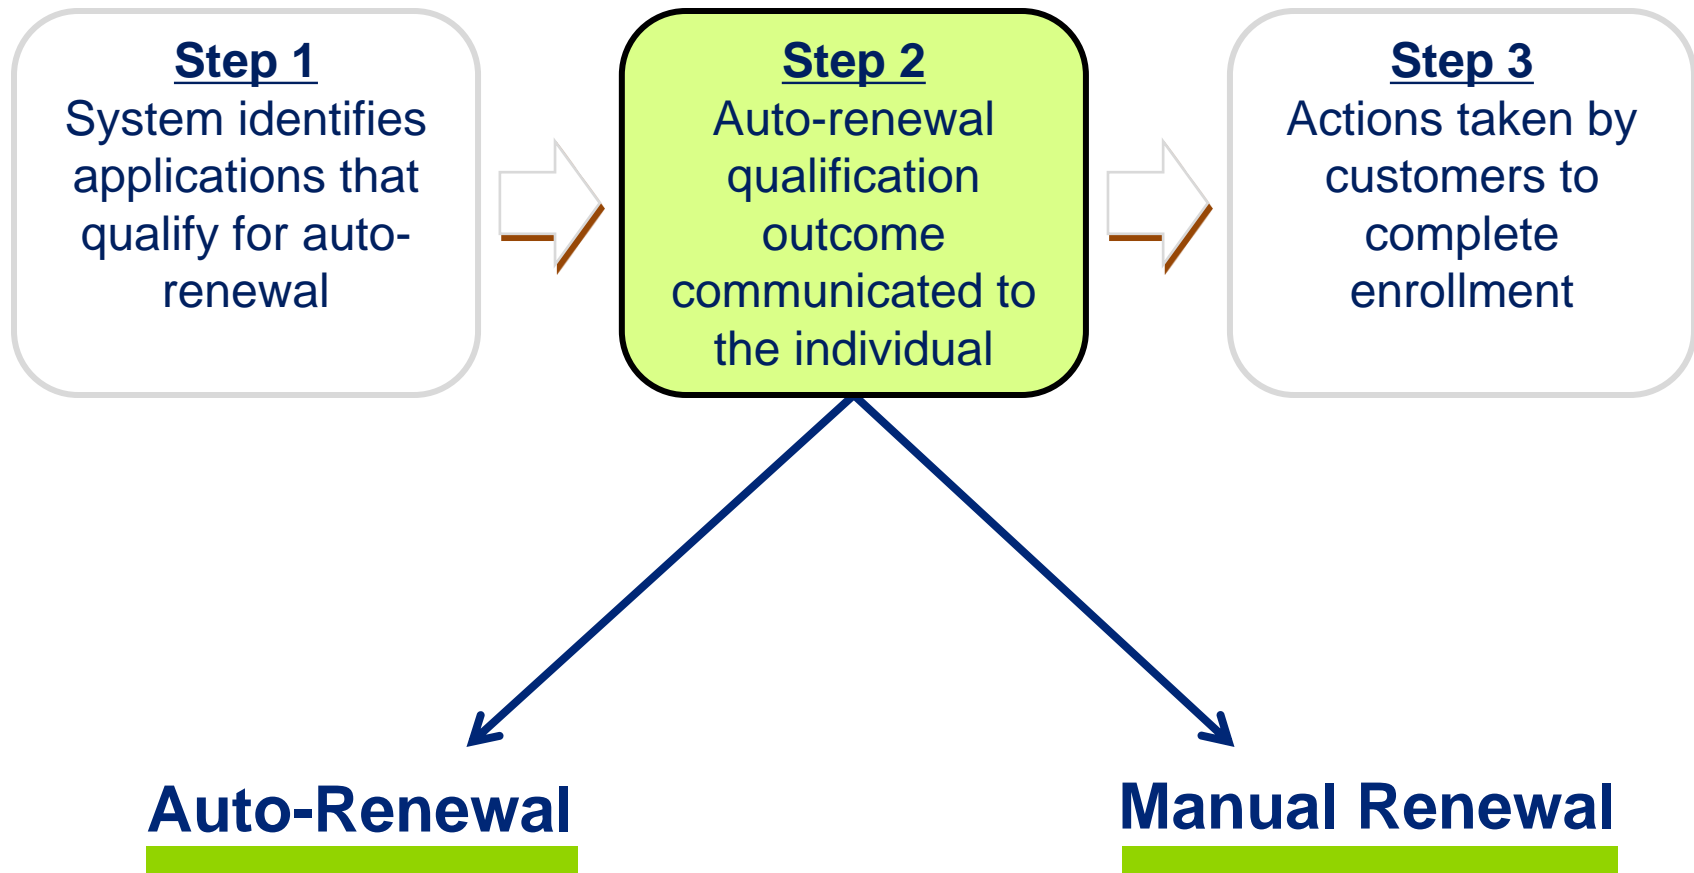 Step 1
System identifies
applications that
qualify for auto-
renewal
Step 2
Auto-renewal
qualification
outcome
communicated to
the individual
Step 3
Actions taken by
customers to
complete
enrollment
Auto-Renewal
Manual Renewal